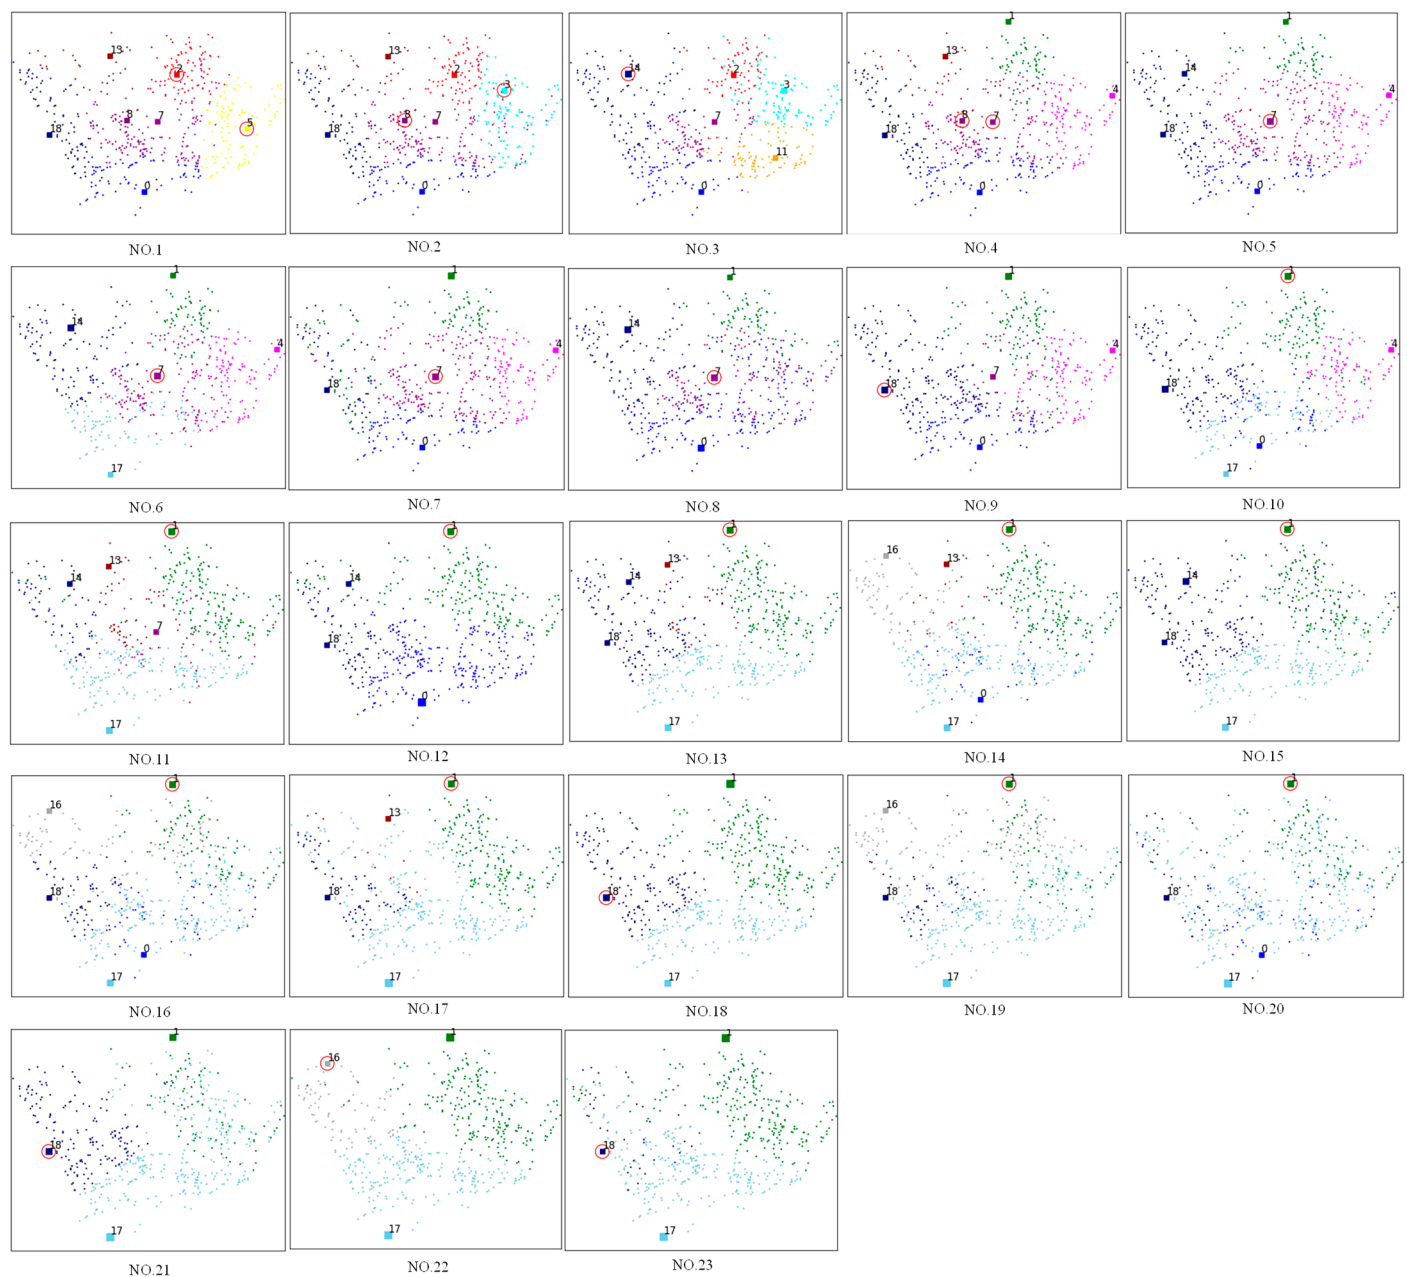 13 2 8 7 5 18 0
NO.1
13 2 3 8 7 18 0
NO.2
14 2 3 7 11 0
NO.3
1 13 4 8 7 18 0
NO.4
1 14 4 7 18 0
NO.5
1 14 4 7 17
NO.6
1 4 7 18 0
NO.7
1 14 7 0
NO.8
1 4 7 18 0
NO.9
1 4 18 0 17
NO.10
1 13 14 7 17
NO.11
1 14 18 0
NO.12
1 13 14 18 17
NO.13
1 16 13 0 17
NO.14
1 14 18 17
NO.15
1 16 18 0 17
NO.16
1 13 18 17
NO.17
1 18 17
NO.18
1 16 18 17
NO.19
1 18 0 17
NO.20
1 18 17
NO.21
1 16 17
NO.22
1 18 17
NO.23